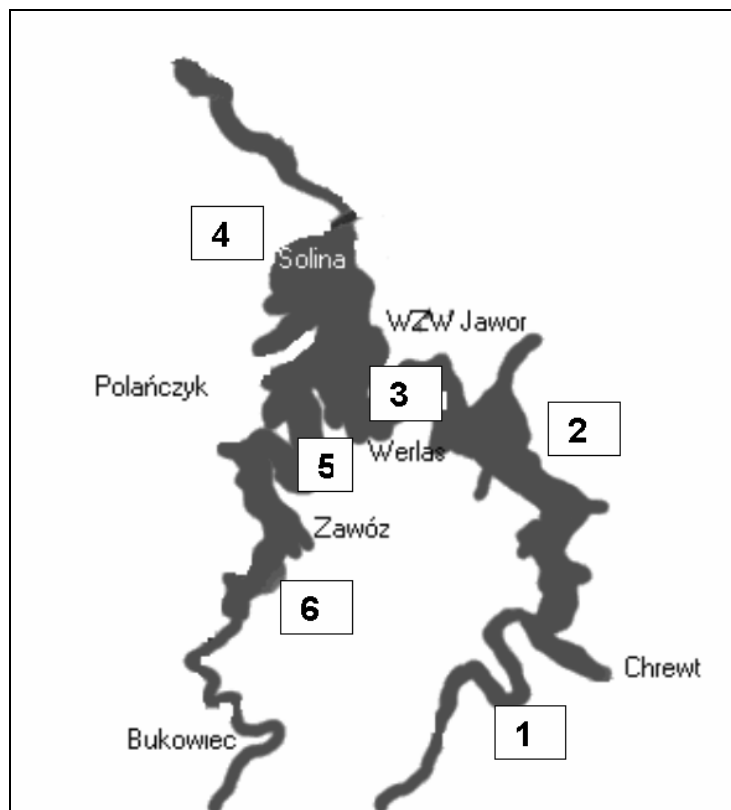 4
Solina
WZW Jawor
Polańczyk
3
2
Werlas
5
Zawóz
6
Chrewt
1
Bukowiec